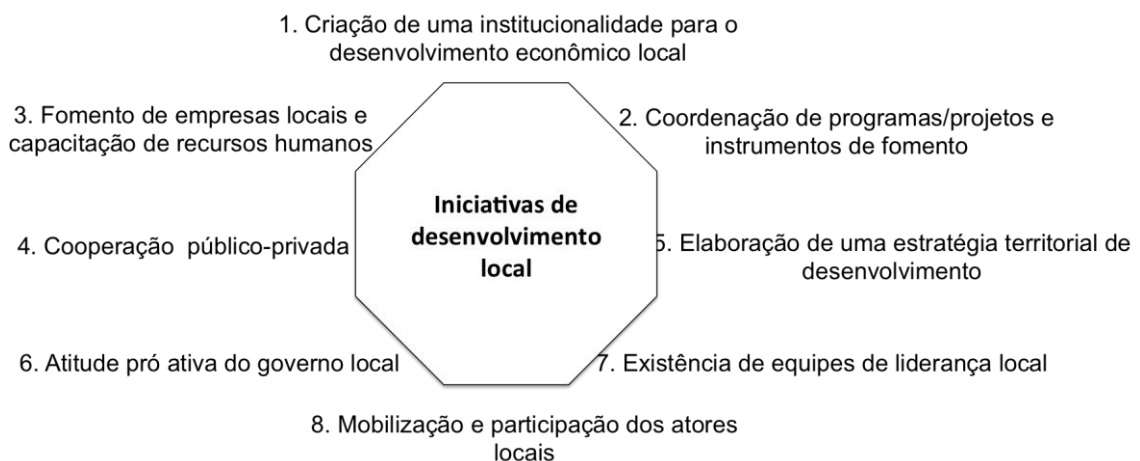 1. Criação de uma institucionalidade para o
desenvolvimento econômico local
3. Fomento de empresas locais e
capacitação de recursos humanos
2. Coordenação de programas/projetos e
instrumentos de fomento
Iniciativas de
desenvolvimento
local
4. Cooperação público-privada
5. Elaboração de uma estratégia territorial de
desenvolvimento
6. Atitude pró ativa do governo local
7. Existência de equipes de liderança local
8. Mobilização e participação dos atores
locais